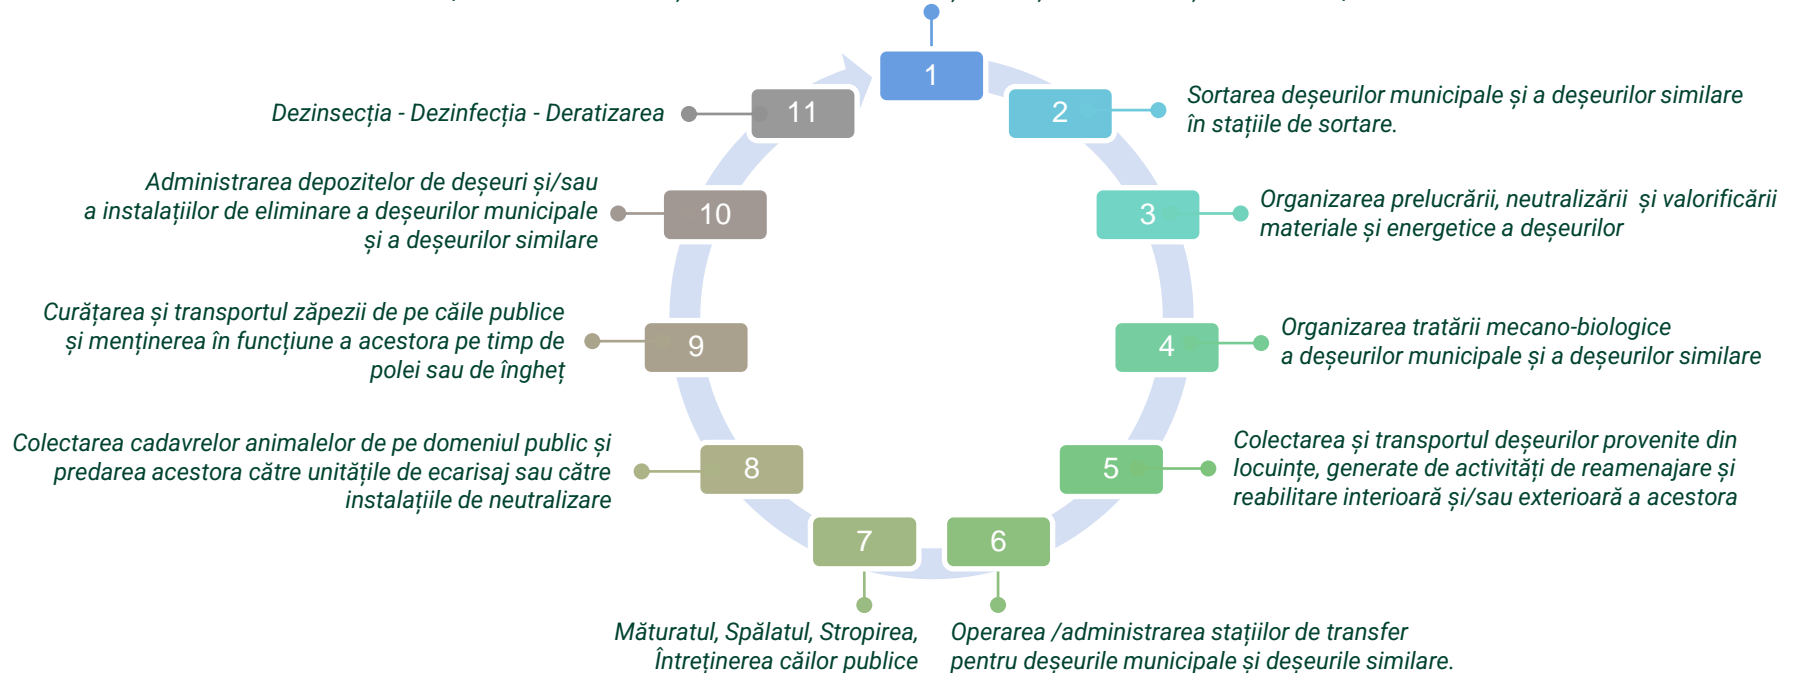 1
2
Sortarea deșeurilor municipale și a deșeurilor similare
în stațiile de sortare.
3
Organizarea prelucrării, neutralizării și valorificării
materiale și energetice a deșeurilor
4
Organizarea tratării mecano-biologice
a deșeurilor municipale și a deșeurilor similare
5
Colectarea și transportul deșeurilor provenite din
locuințe, generate de activități de reamenajare și
reabilitare interioară și/sau exterioară a acestora
6
Operarea /administrarea stațiilor de transfer
pentru deșeurile municipale și deșeurile similare.
7
Măturatul, Spălatul, Stropirea,
Întreținerea căilor publice
8
Colectarea cadavrelor animalelor de pe domeniul public și
predarea acestora către unitățile de ecarisaj sau către
instalațiile de neutralizare
9
Curățarea și transportul zăpezii de pe căile publice
și menținerea în funcțiune a acestora pe timp de
polei sau de îngheț
10
Administrarea depozitelor de deșeuri și/sau
a instalațiilor de eliminare a deșeurilor municipale
și a deșeurilor similare
11
Dezinsecția - Dezinfecția - Deratizarea